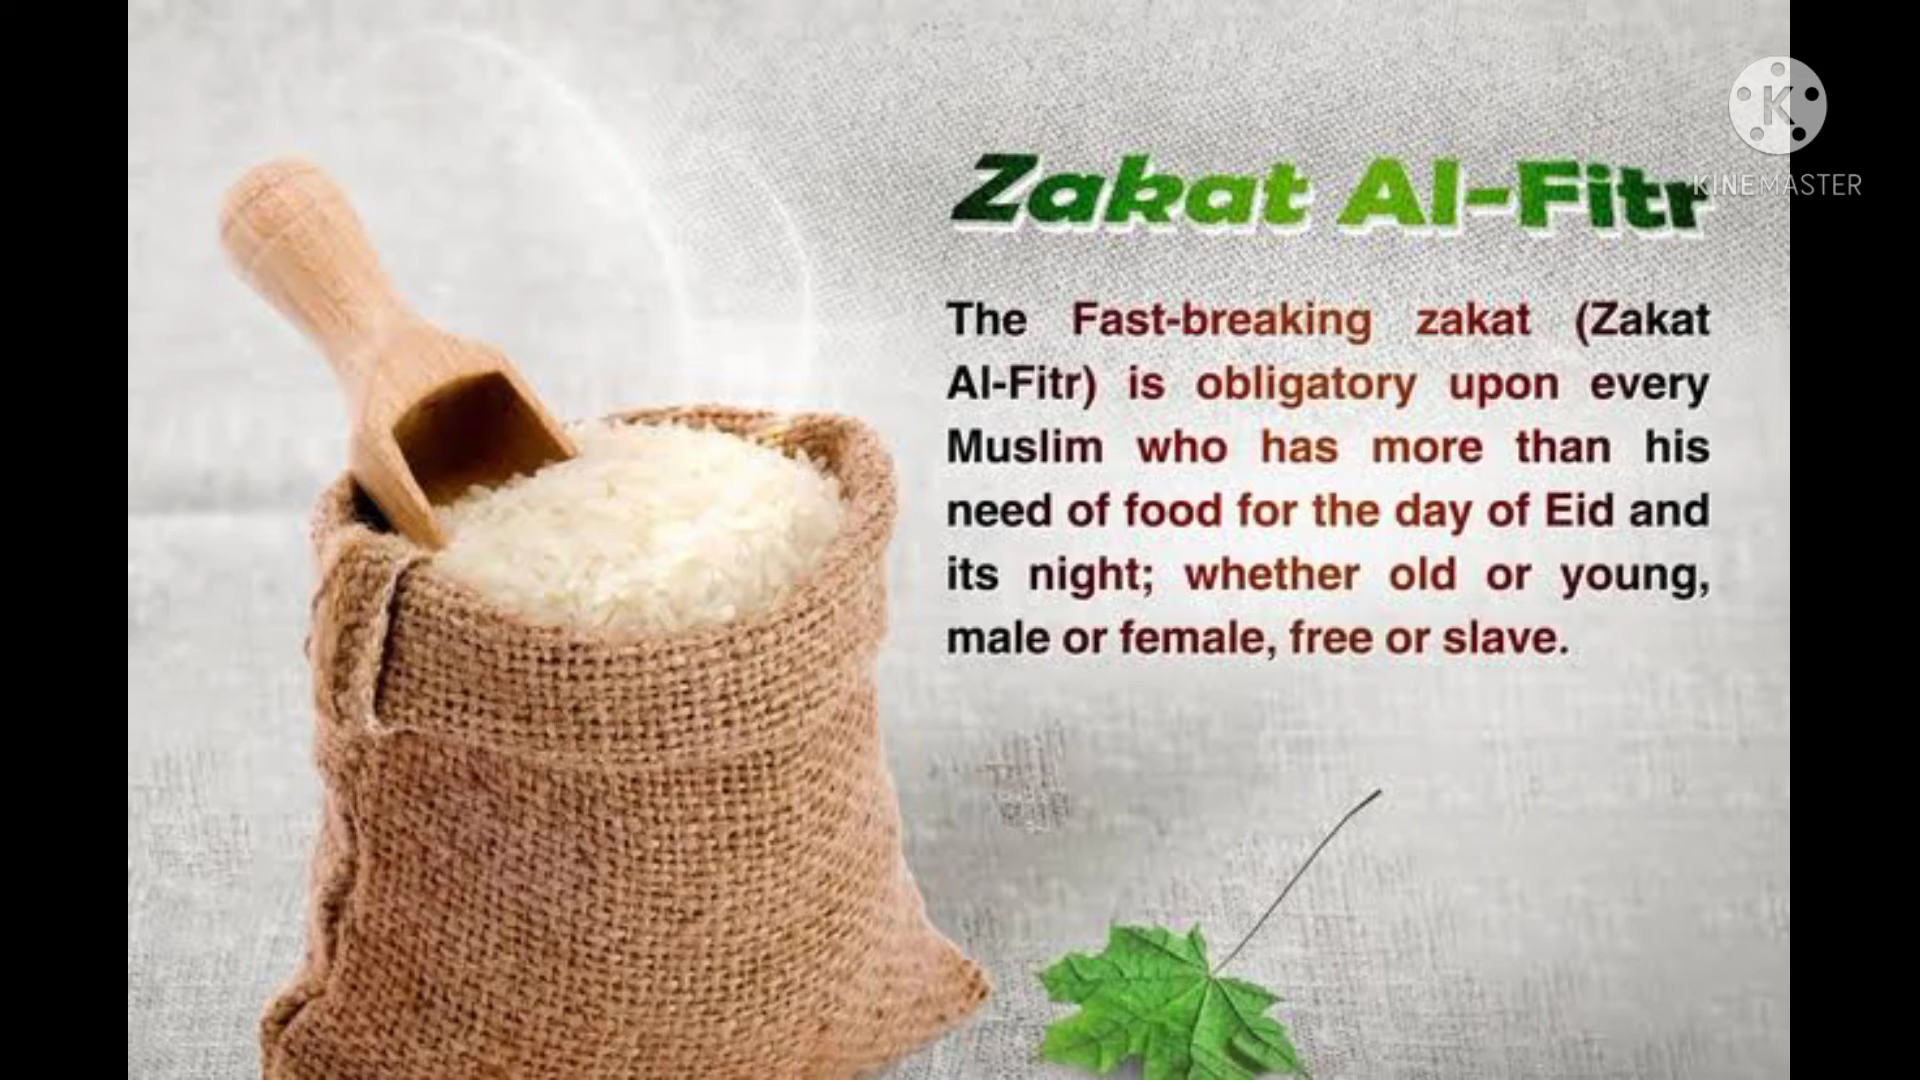 Zakat Al-Fitr
K
KINEMASTER
The Fast-breaking zakat (Zakat
Al-Fitr) is obligatory upon every
Muslim who has more than his
need of food for the day of Eid and
its night; whether old or young,
male or female, free or slave.